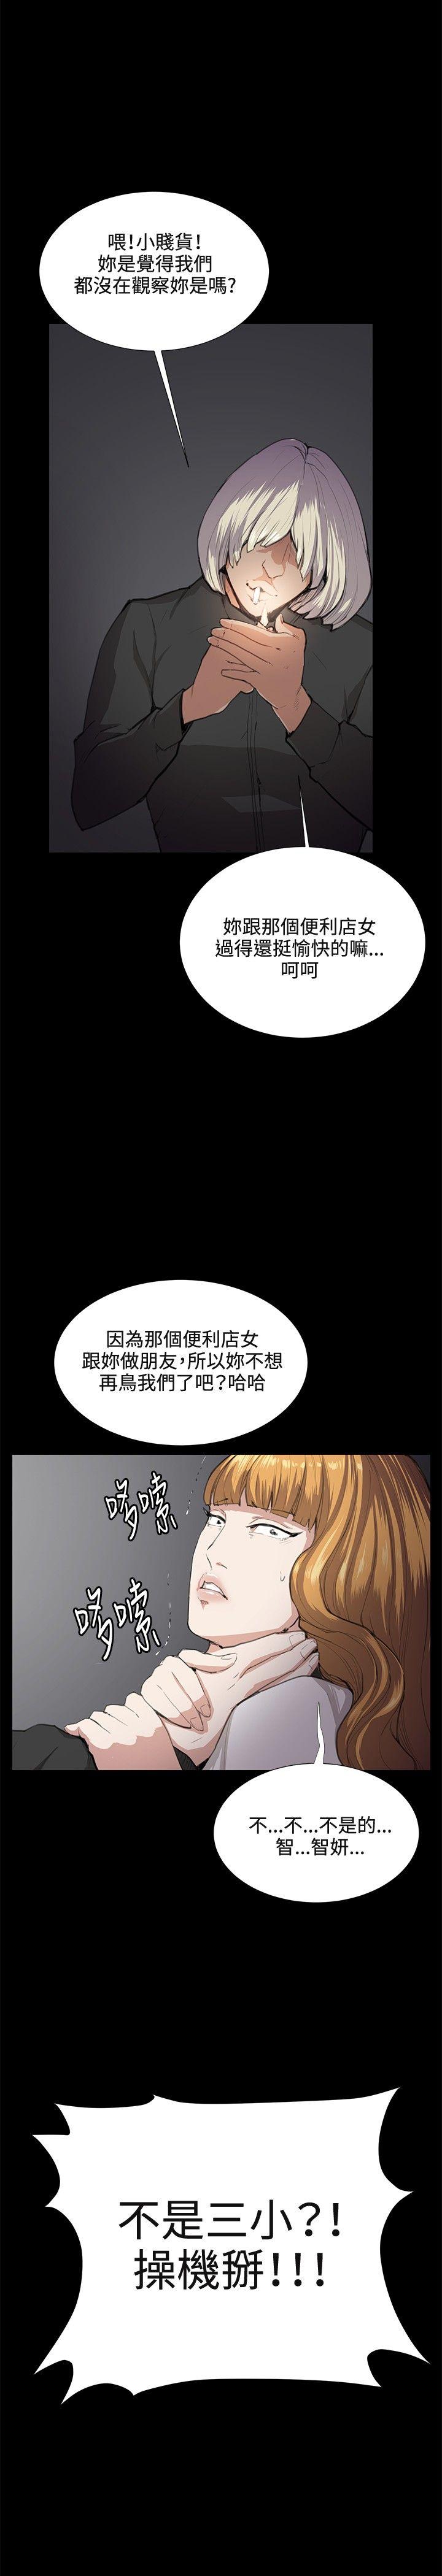 喂！小賤貨！
妳是覺得我們
都沒在觀察妳是嗎？
妳跟那個便利店女
過得還挺愉快的嘛…
呵呵
因為那個便利店女
跟妳做朋友，所以妳不想
再鳥我們了吧？哈哈
哆嗦
哆嗦
不…不…不是的…
智…智妍…
不是三小？！
操機掰！！！